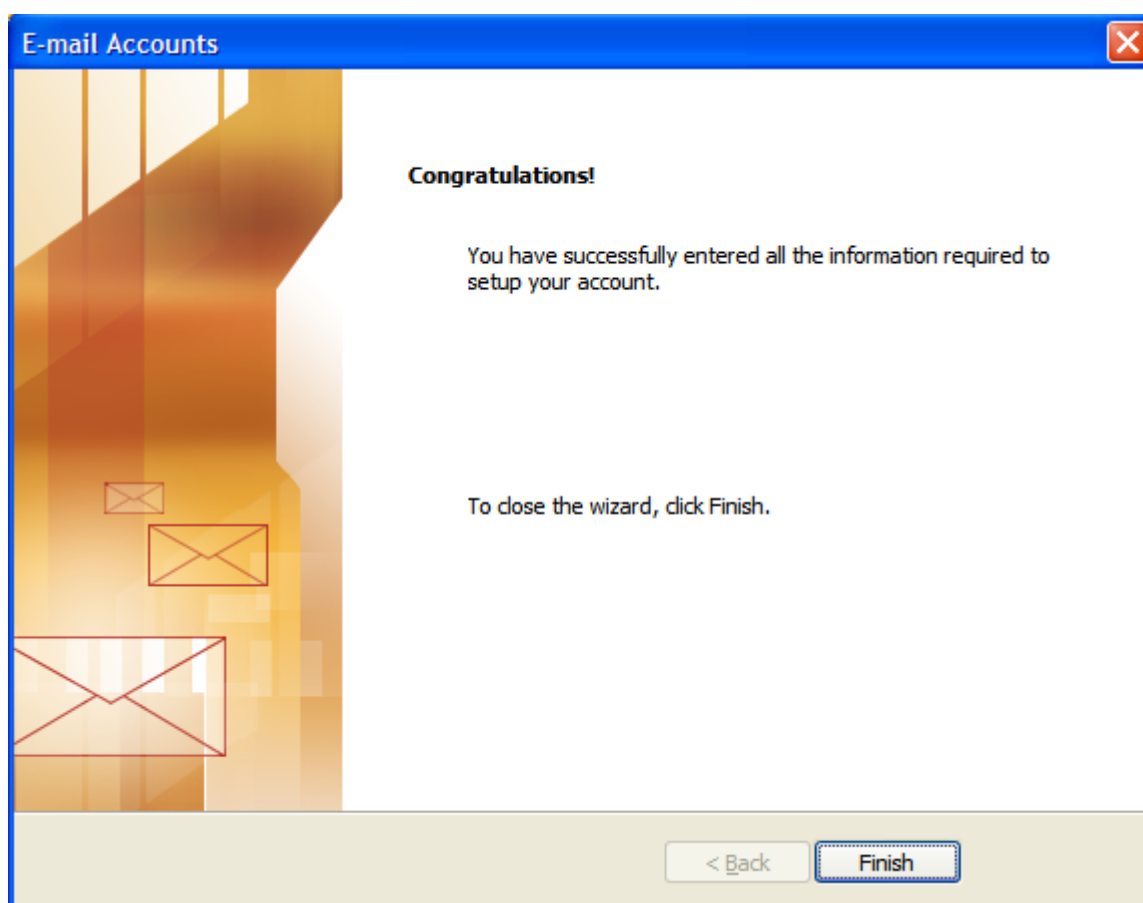 E-mail Accounts
Congratulations!
You have successfully entered all the information required to
setup your account.
To close the wizard, click Finish.
< Back
Finish